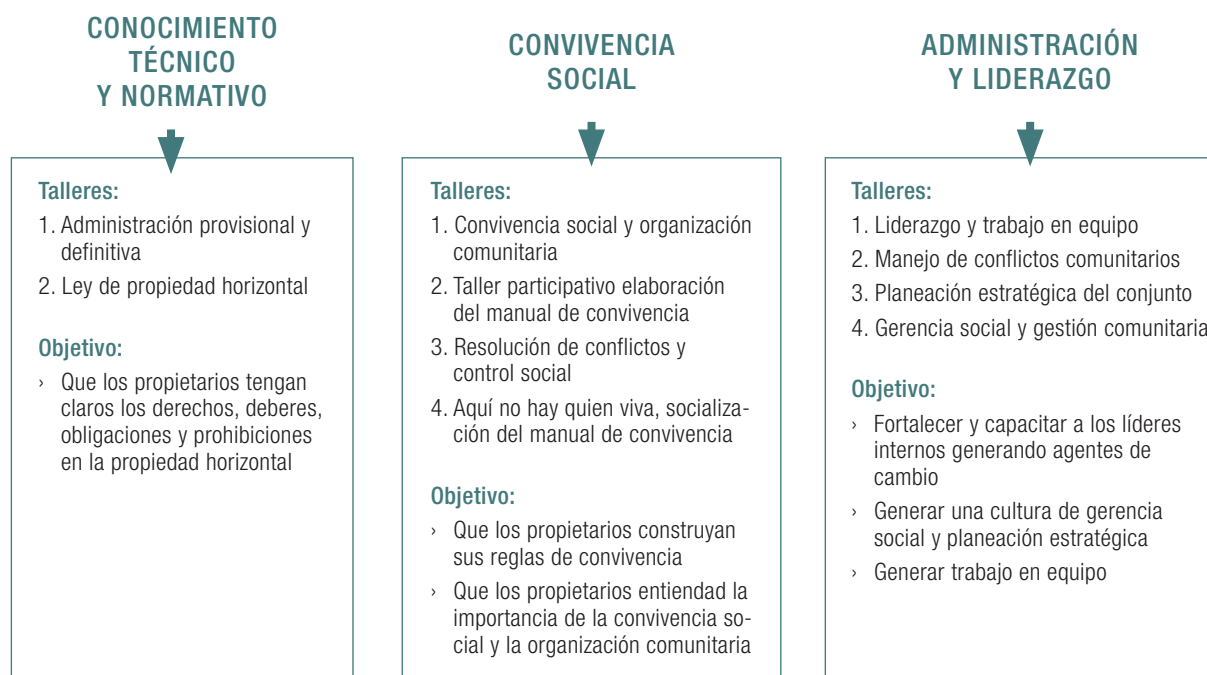 CONOCIMIENTO
TÉCNICO
Y NORMATIVO
Talleres:
1. Administración provisional y
definitiva
2. Ley de propiedad horizontal
Objetivo:
› Que los propietarios tengan
claros los derechos, deberes,
obligaciones y prohibiciones
en la propiedad horizontal
CONVIVENCIA
SOCIAL
Talleres:
1. Convivencia social y organización
comunitaria
2. Taller participativo elaboración
del manual de convivencia
3. Resolución de conflictos y
control social
4. Aquí no hay quien viva, socializa-
ción del manual de convivencia
Objetivo:
› Que los propietarios construyan
sus reglas de convivencia
› Que los propietarios entiendad la
importancia de la convivencia so-
cial y la organización comunitaria
ADMINISTRACIÓN
Y LIDERAZGO
Talleres:
1. Liderazgo y trabajo en equipo
2. Manejo de conflictos comunitarios
3. Planeación estratégica del conjunto
4. Gerencia social y gestión comunitaria
Objetivo:
› Fortalecer y capacitar a los líderes
internos generando agentes de
cambio
› Generar una cultura de gerencia
social y planeación estratégica
› Generar trabajo en equipo